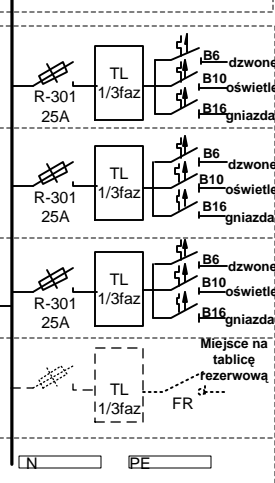 B6 dzwone
B10 oświetle
B16 gniazda
TL
1/3faz
R-301
25A
B6 dzwone
B10 oświetle
B16 gniazda
TL
1/3faz
R-301
25A
B6 dzwone
B10 oświetle
B16 gniazda
TL
1/3faz
R-301
25A
Miejsce na
tablicę
rezerwową
TL
1/3faz
FR
N PE